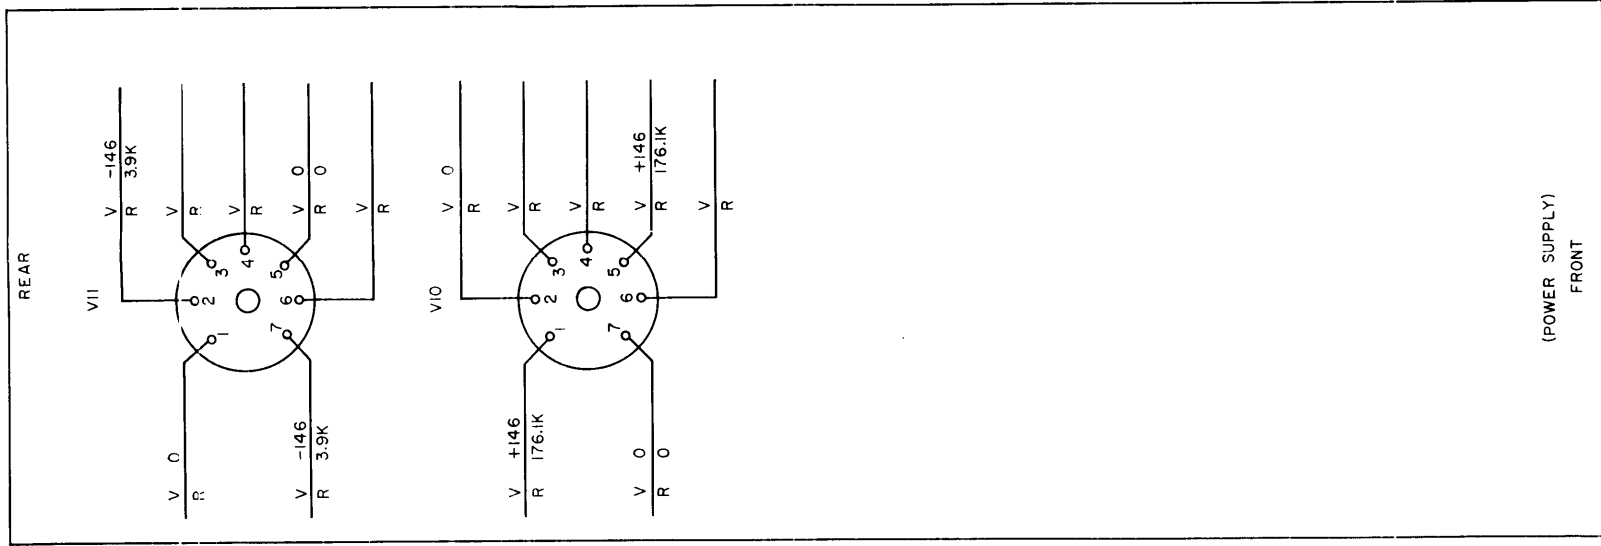 REAR
V11
V -146
R 3.9K
V
R
V
R
V 0
R 0
V
R
1
2
3
4
5
6
7
V 0
R
V -146
R 3.9K
V10
V 0
R
V
R
V
R
V +146
R 176.1K
V
R
1
2
3
4
5
6
7
V +146
R 176.1K
V 0
R 0
(POWER SUPPLY)
FRONT